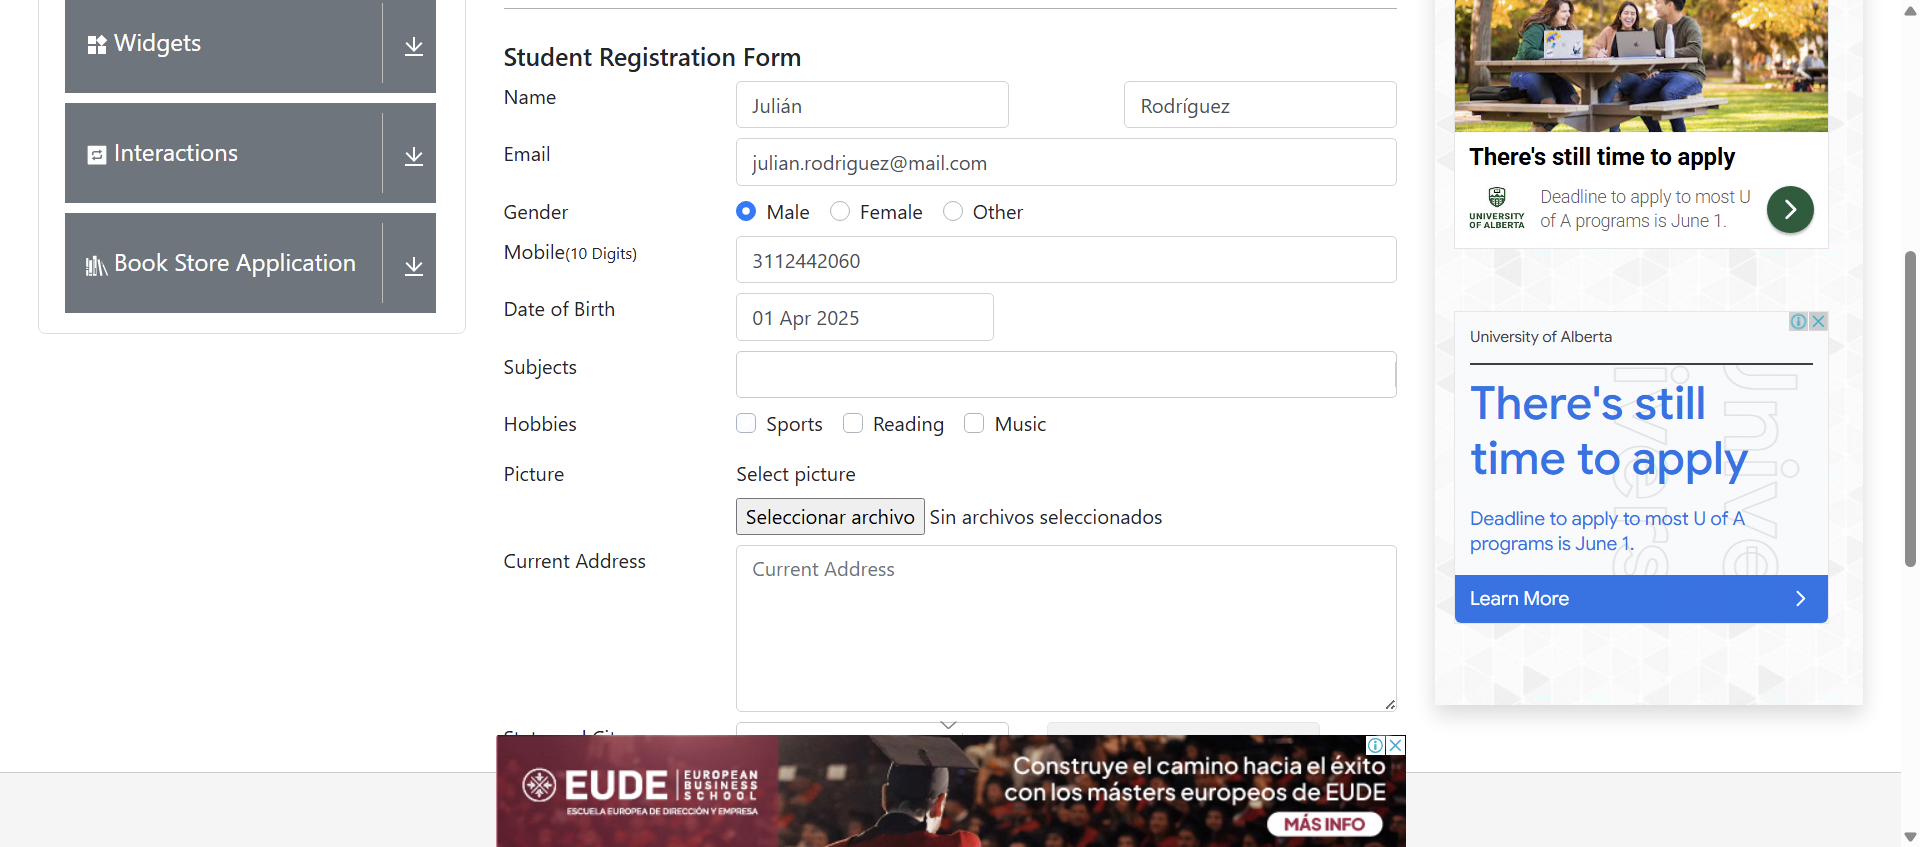 Widgets
Interactions
Book Store Application
Student Registration Form
Name
Julián
Rodríguez
Email
julian.rodriguez@mail.com
Gender
Male
Female
Other
Mobile(10 Digits)
3112442060
Date of Birth
01 Apr 2025
Subjects
Hobbies
Sports
Reading
Music
Picture
Select picture
Seleccionar archivo
Sin archivos seleccionados
Current Address
Current Address
There's still time to apply
UNIVERSITY
OF ALBERTA
Deadline to apply to most U
of A programs is June 1.
University of Alberta
There's still
time to apply
Deadline to apply to most U of A
programs is June 1.
Learn More
EUDE
EUROPEAN
BUSINESS
SCHOOL
ESCUELA EUROPEA DE DIRECCIÓN Y EMPRESA
Construye el camino hacia el éxito
con los másters europeos de EUDE
MÁS INFO